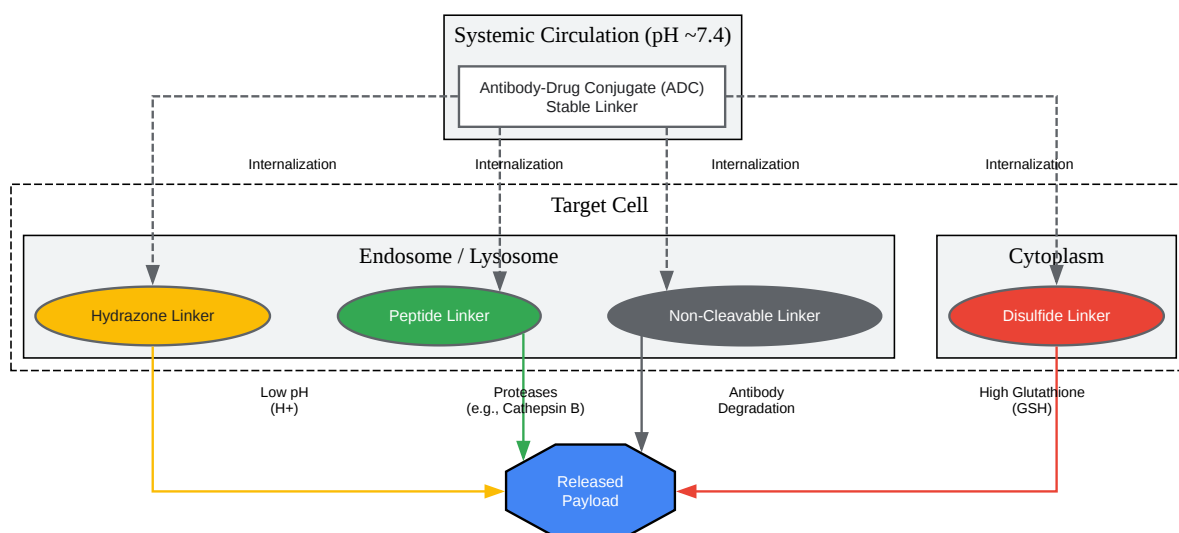 Systemic Circulation (pH ~7.4)
Antibody-Drug Conjugate (ADC)
Stable Linker
Internalization
Internalization
Internalization
Internalization
Target Cell
Endosome / Lysosome
Cytoplasm
Hydrazone Linker
Peptide Linker
Non-Cleavable Linker
Disulfide Linker
Low pH
(H+)
Proteases
(e.g., Cathepsin B)
Antibody
Degradation
High Glutathione
(GSH)
Released
Payload